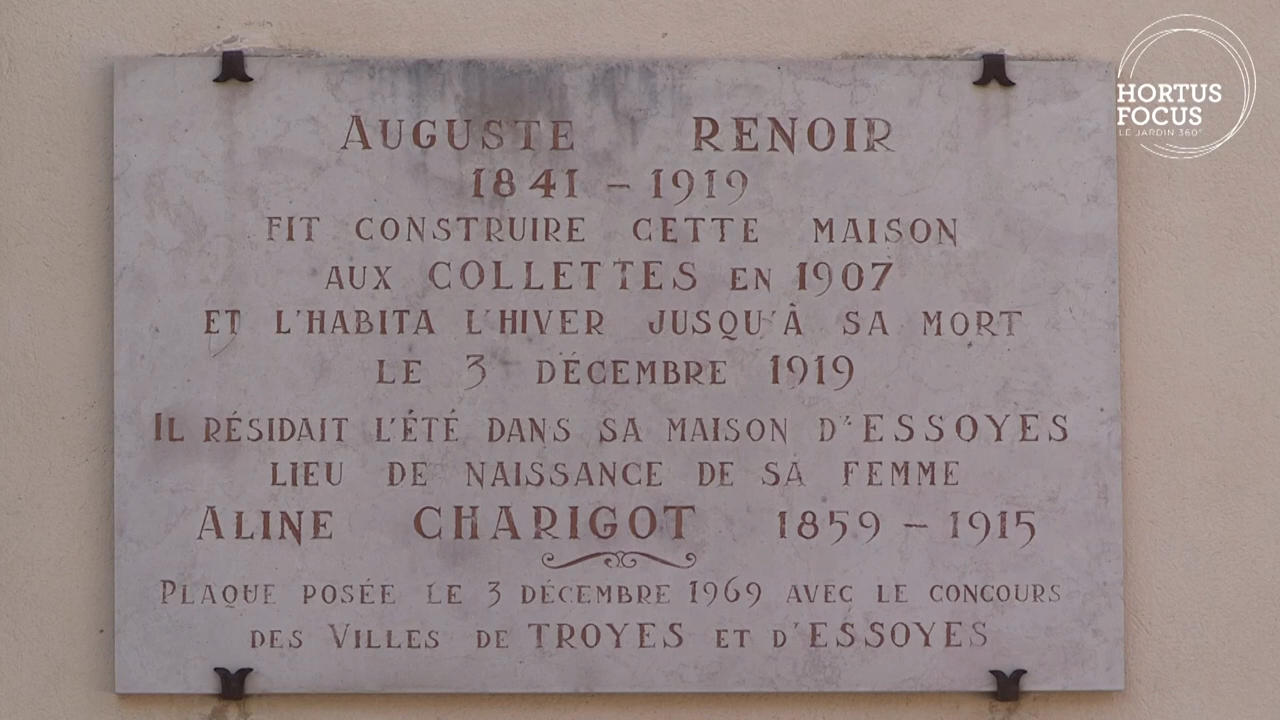 AUGUSTE RENOIR
1841 - 1919
FIT CONSTRUIRE CETTE MAISON
AUX COLLETTES EN 1907
ET L'HABITA L'HIVER JUSQU'À SA MORT
LE 3 DÉCEMBRE 1919
IL RÉSIDAIT L'ÉTÉ DANS SA MAISON D'ESSOYES
LIEU DE NAISSANCE DE SA FEMME
ALINE CHARIGOT 1859 - 1915
PLAQUE POSÉE LE 3 DÉCEMBRE 1969 AVEC LE CONCOURS
DES VILLES DE TROYES ET D'ESSOYES
HORTUS
FOCUS
LE JARDIN 360°